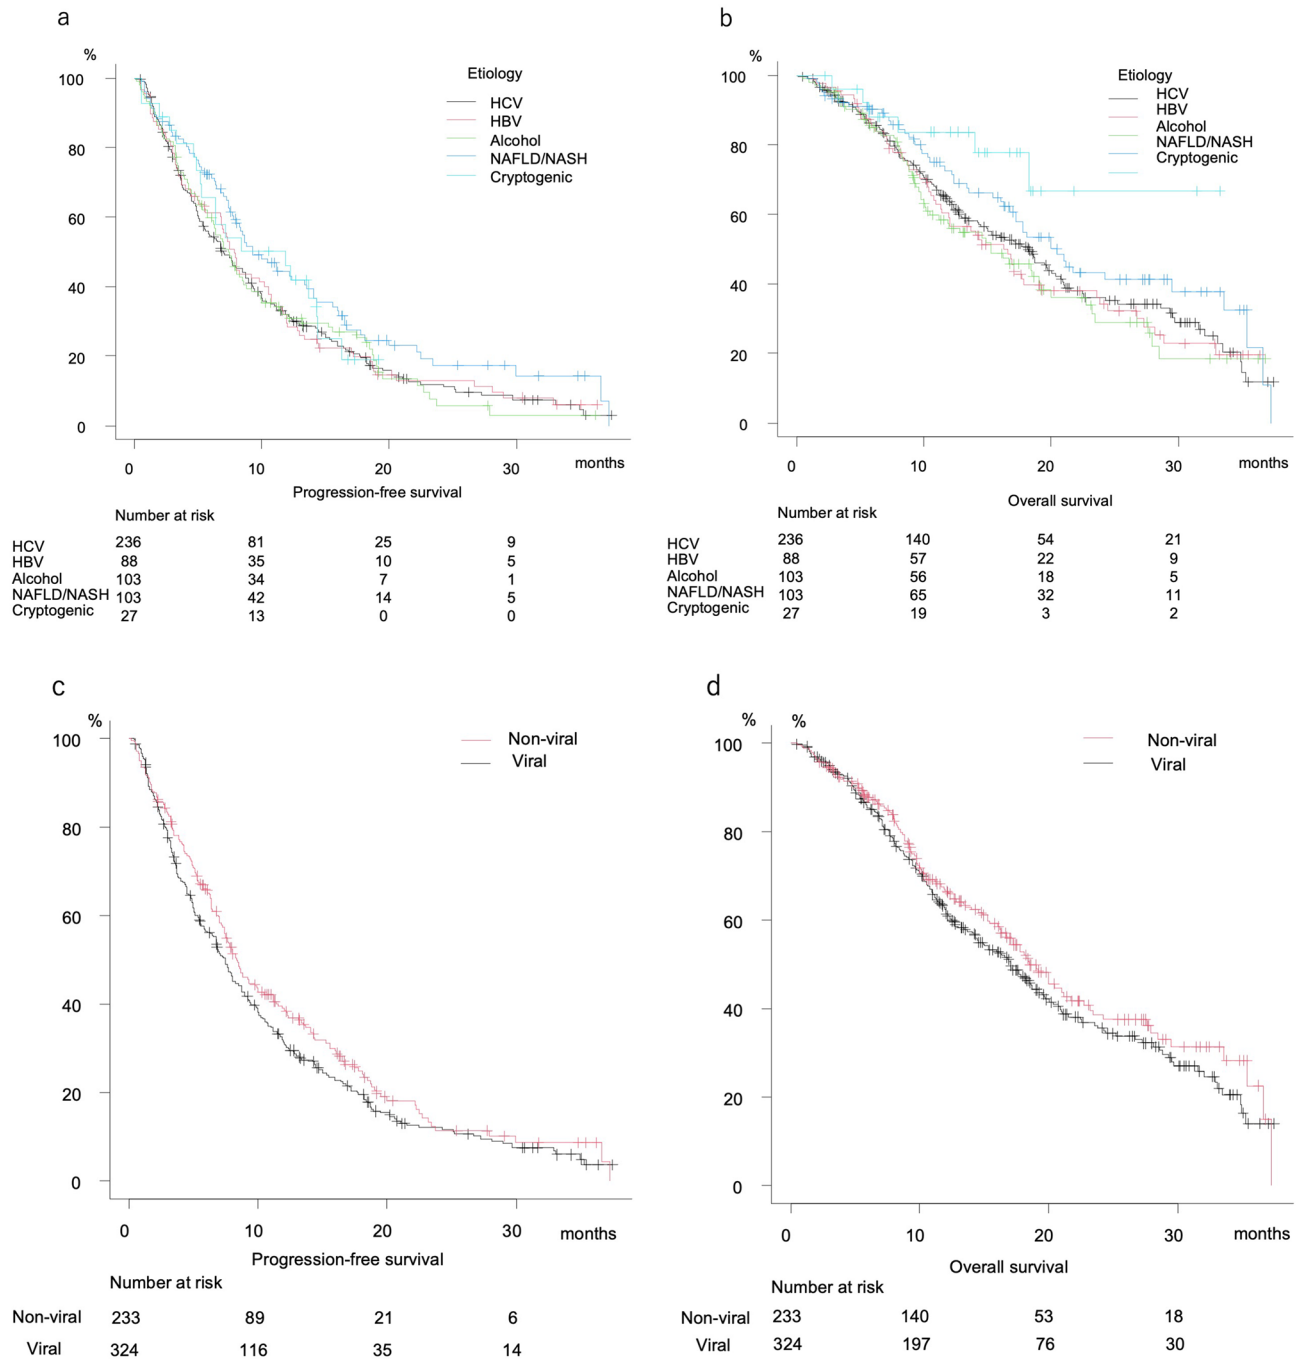 a
%
100
80
60
40
20
0
Etiology
HCV
HBV
Alcohol
NAFLD/NASH
Cryptogenic
0 10 20 30 months
Progression-free survival
Number at risk
HCV 236 81 25 9
HBV 88 35 10 5
Alcohol 103 34 7 1
NAFLD/NASH 103 42 14 5
Cryptogenic 27 13 0 0
b
%
100
80
60
40
20
0
Etiology
HCV
HBV
Alcohol
NAFLD/NASH
Cryptogenic
0 10 20 30 months
Overall survival
Number at risk
HCV 236 140 54 21
HBV 88 57 22 9
Alcohol 103 56 18 5
NAFLD/NASH 103 65 32 11
Cryptogenic 27 19 3 2
c
%
100
80
60
40
20
0
Non-viral
Viral
0 10 20 30 months
Progression-free survival
Number at risk
Non-viral 233 89 21 6
Viral 324 116 35 14
d
% %
100
80
60
40
20
0
Non-viral
Viral
0 10 20 30 months
Overall survival
Number at risk
Non-viral 233 140 53 18
Viral 324 197 76 30